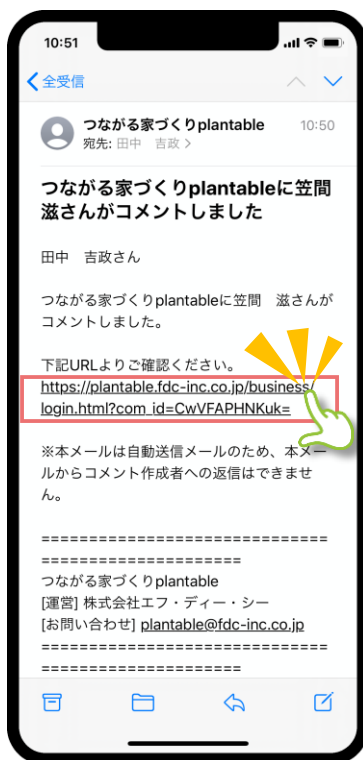 10:51
全受信
つながる家づくりplantable 10:50
宛先: 田中 吉政
つながる家づくりplantableに笠間
滋さんがコメントしました
田中 吉政さん
つながる家づくりplantableに笠間 滋さんが
コメントしました。
下記URLよりご確認ください。
https://plantable.fdc-inc.co.jp/business/
login.html?com_id=CwVFAPHNKuk=
※本メールは自動送信メールのため、本メー
ルからコメント作成者への返信はできませ
ん。
==============================
=====================
つながる家づくりplantable
[運営] 株式会社エフ・ディー・シー
[お問い合わせ] plantable@fdc-inc.co.jp
==============================
=====================